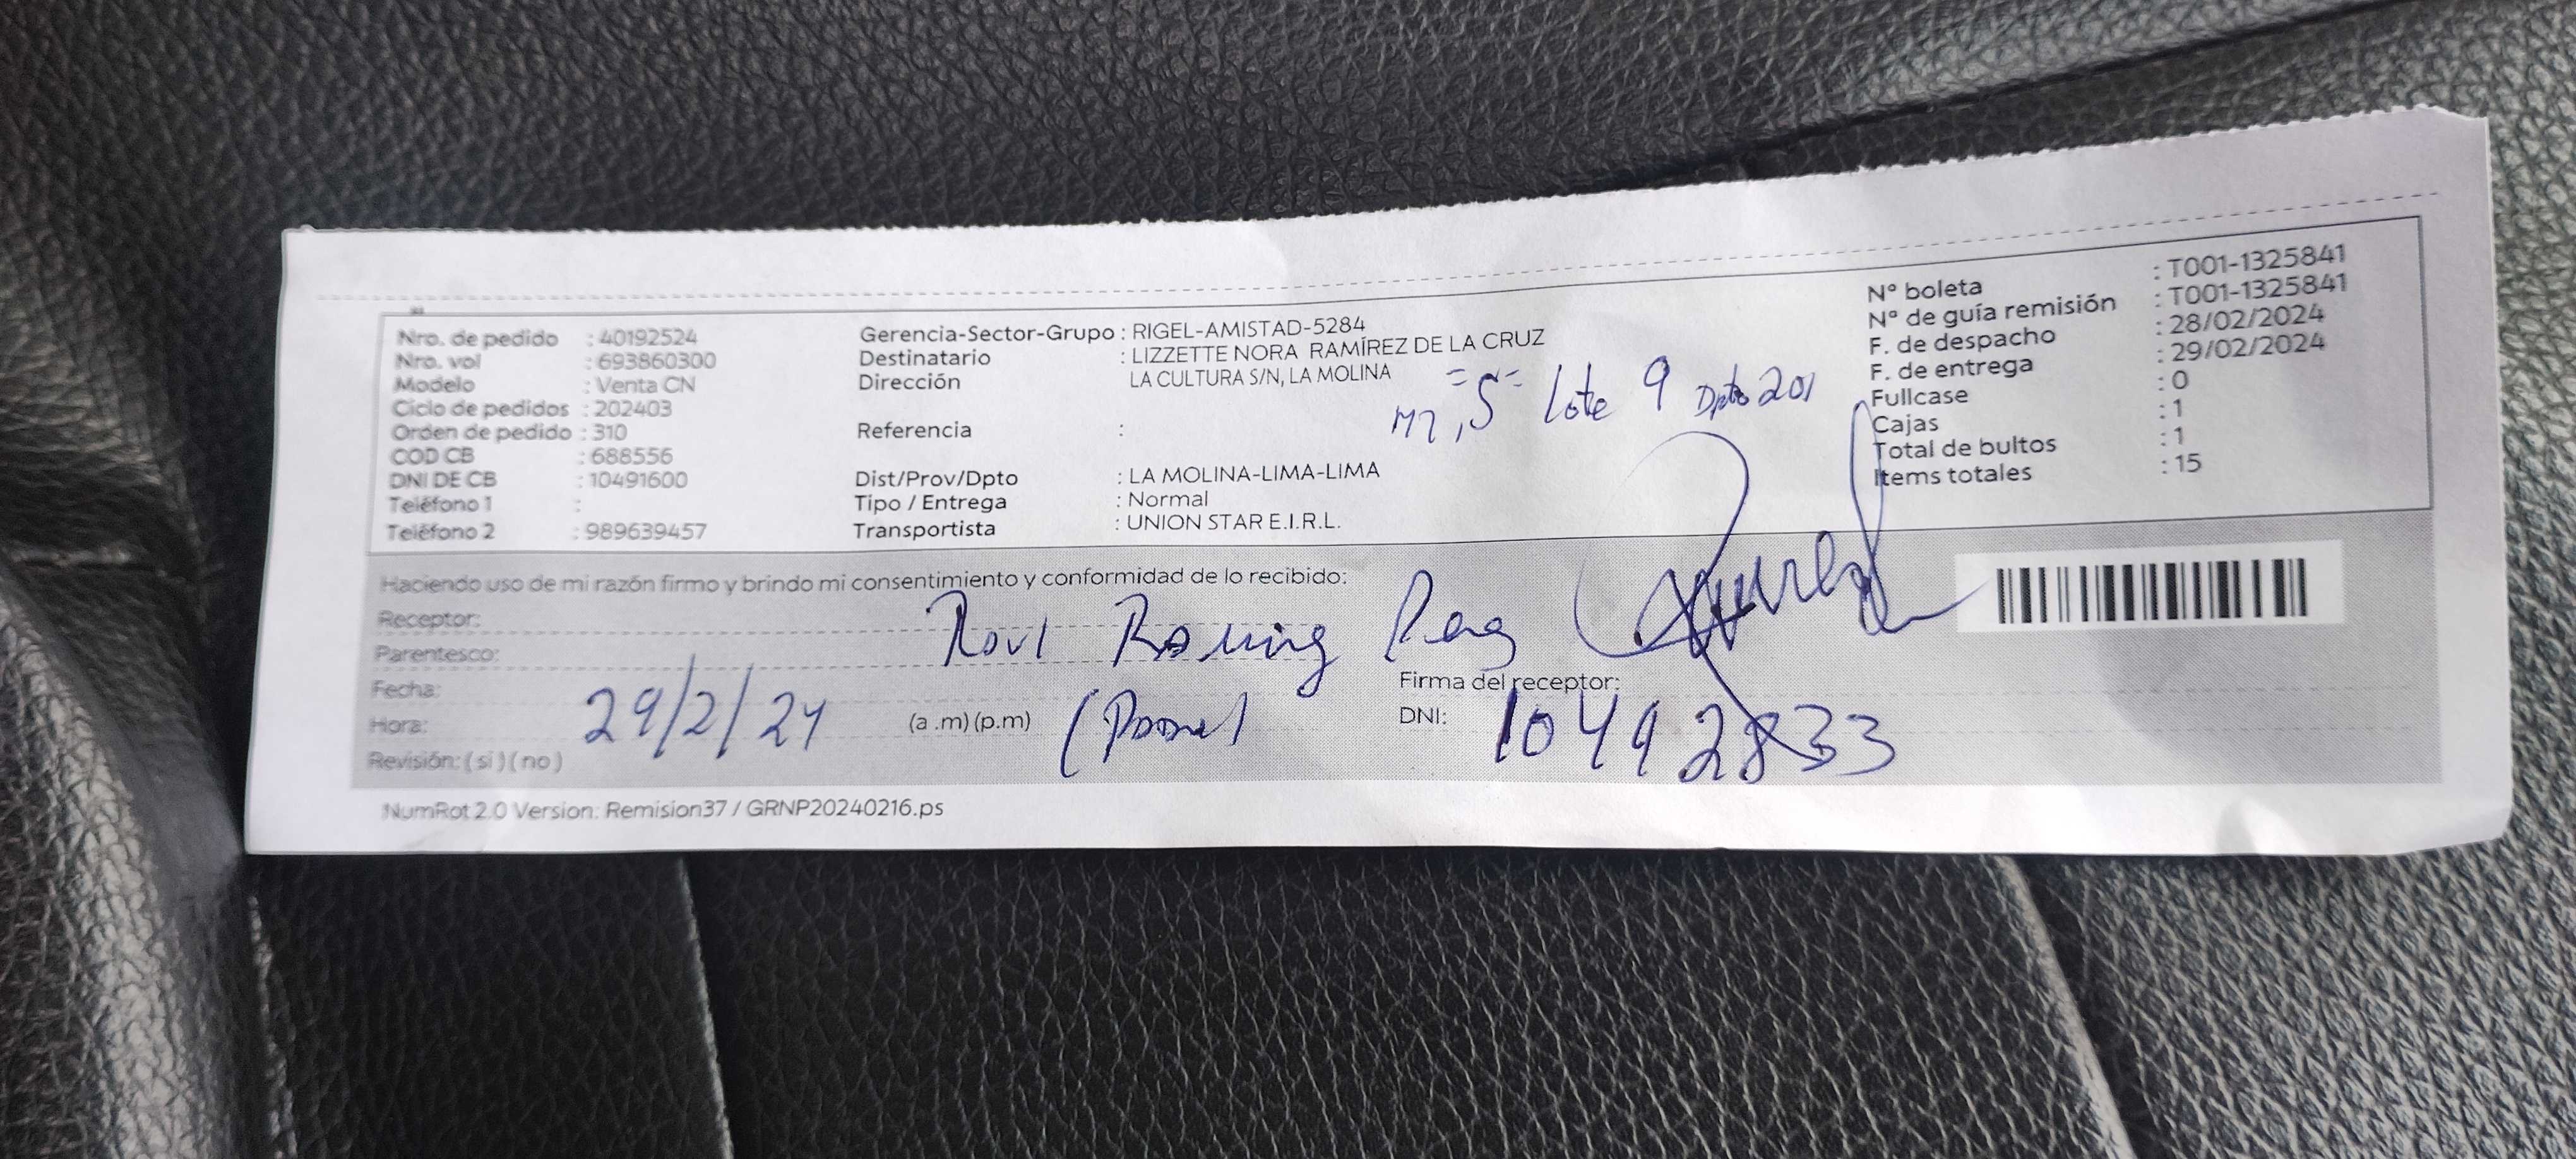 Nro. de pedido : 40192524
Nro. vol : 693860300
Modelo : Venta CN
Ciclo de pedidos : 202403
Orden de pedido : 310
COD CB : 688556
DNI DE CB : 10491600
Teléfono 1 :
Teléfono 2 : 989639457
Gerencia-Sector-Grupo : RIGEL-AMISTAD-5284
Destinatario : LIZZETTE NORA RAMÍREZ DE LA CRUZ
Dirección LA CULTURA S/N, LA MOLINA
Mz, "S" Lote 9 Dpto 201
Referencia :
Dist/Prov/Dpto : LA MOLINA-LIMA-LIMA
Tipo / Entrega : Normal
Transportista : UNION STAR E.I.R.L.
N° boleta : T001-1325841
N° de guía remisión : T001-1325841
F. de despacho : 28/02/2024
F. de entrega : 29/02/2024
Fullcase : 0
Cajas : 1
Total de bultos : 1
Items totales : 15
Haciendo uso de mi razón firmo y brindo mi consentimiento y conformidad de lo recibido:
Receptor:
Parentesco:
Fecha: 29/2/24
Hora: (a .m) (p.m)
Revisión: ( si ) ( no )
Firma del receptor:
DNI: 10492833
NumRot 2.0 Version: Remision37 / GRNP20240216.ps